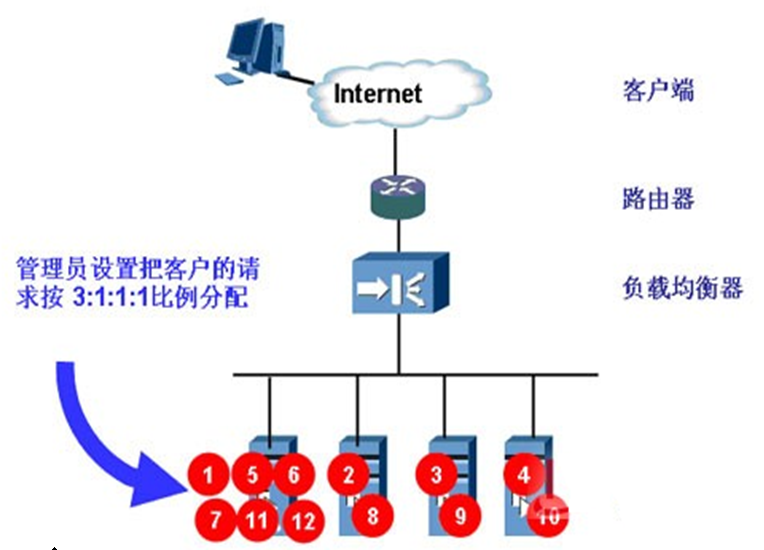 Internet
客户端
路由器
管理员设置把客户的请
求按 3:1:1:1比例分配
负载均衡器
1 5 6 2 3 4
7 11 12 8 9 10